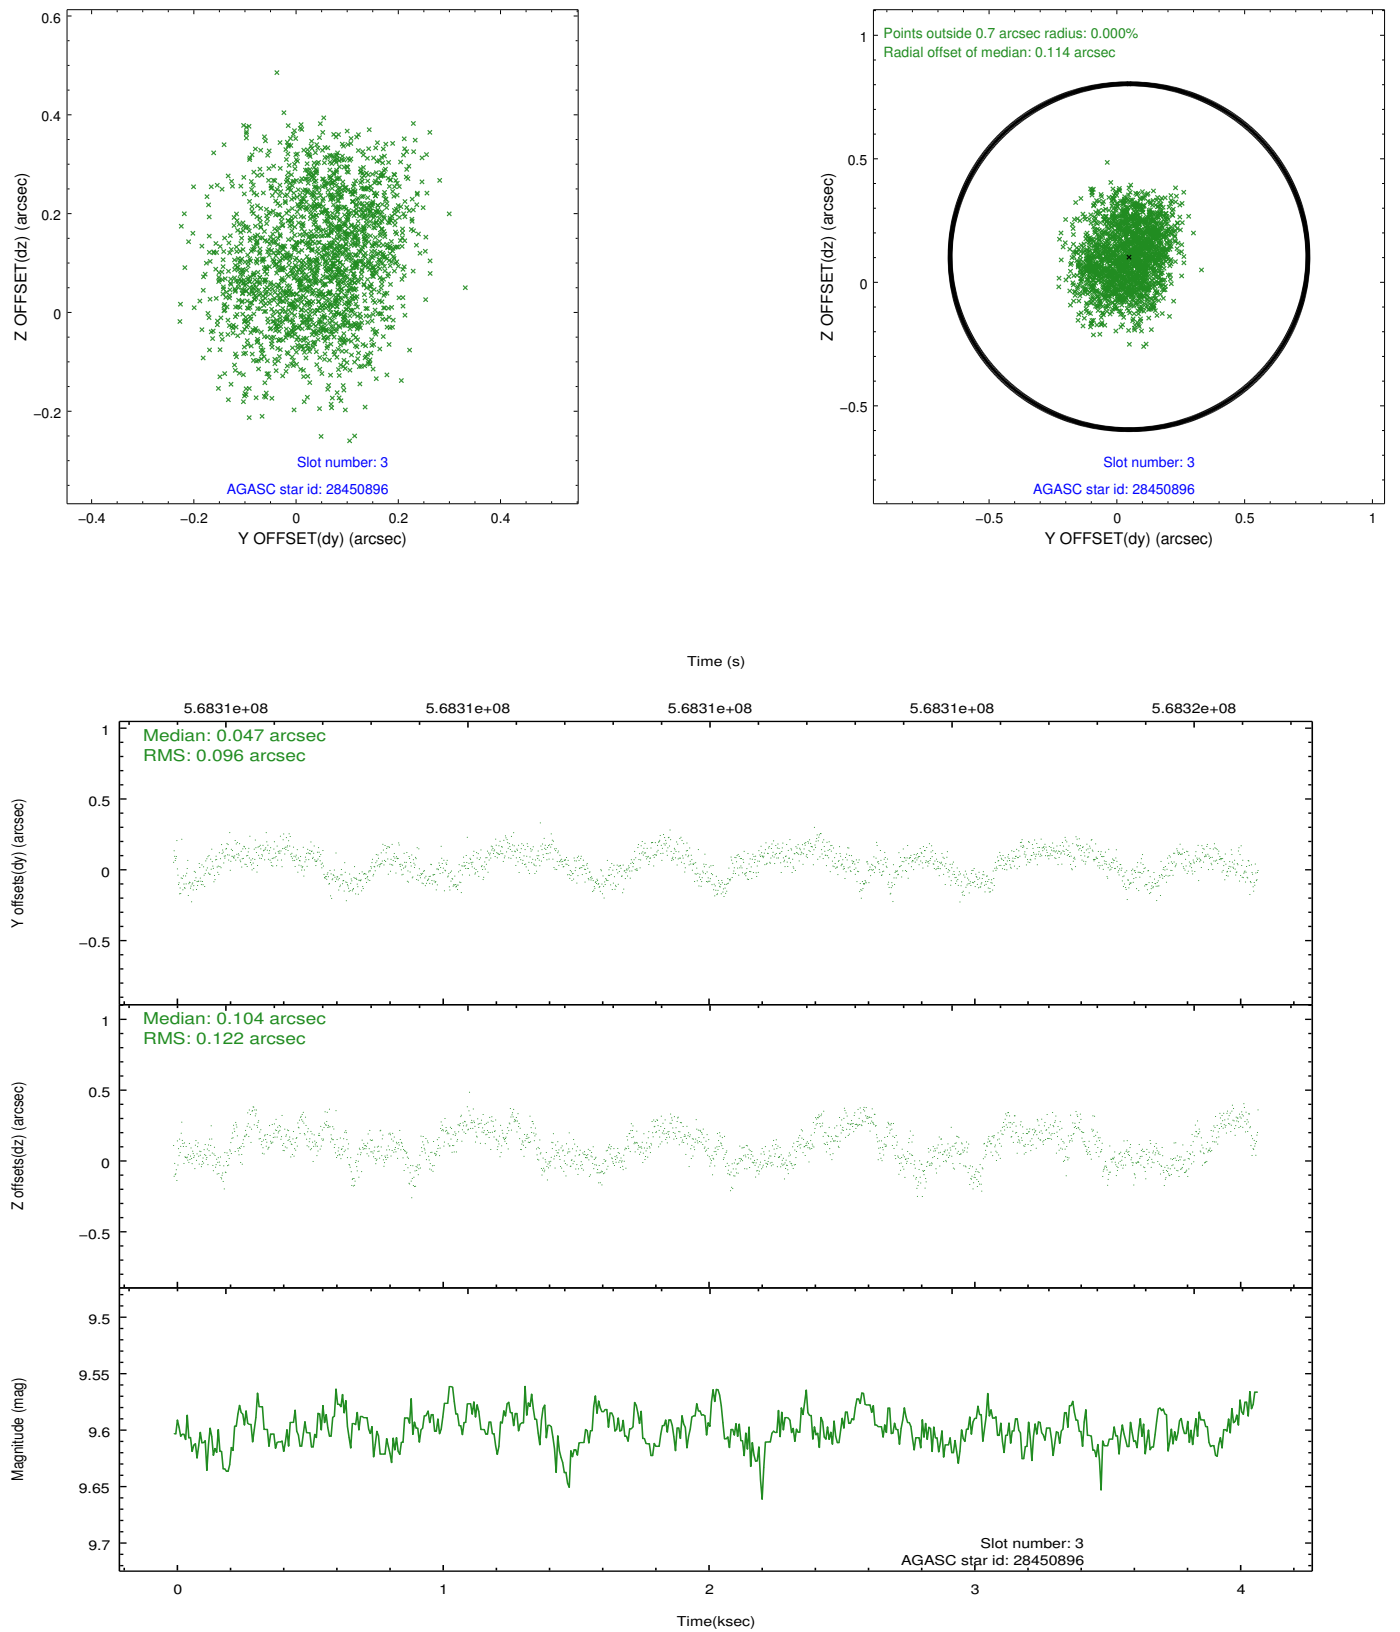 0.6
0.4
0.2
0
−0.2
Z OFFSET(dz) (arcsec)
Slot number: 3
AGASC star id: 28450896
−0.4 −0.2 0 0.2 0.4
Y OFFSET(dy) (arcsec)
Points outside 0.7 arcsec radius: 0.000%
Radial offset of median: 0.114 arcsec
1
0.5
0
−0.5
Z OFFSET(dz) (arcsec)
Slot number: 3
AGASC star id: 28450896
−0.5 0 0.5 1
Y OFFSET(dy) (arcsec)
Time (s)
5.6831e+08 5.6831e+08 5.6831e+08 5.6831e+08 5.6832e+08
Median: 0.047 arcsec
RMS: 0.096 arcsec
1
0.5
0
−0.5
Y offsets(dy) (arcsec)
Median: 0.104 arcsec
RMS: 0.122 arcsec
1
0.5
0
−0.5
Z offsets(dz) (arcsec)
9.5
9.55
9.6
9.65
9.7
Magnitude (mag)
Slot number: 3
AGASC star id: 28450896
0 1 2 3 4
Time(ksec)